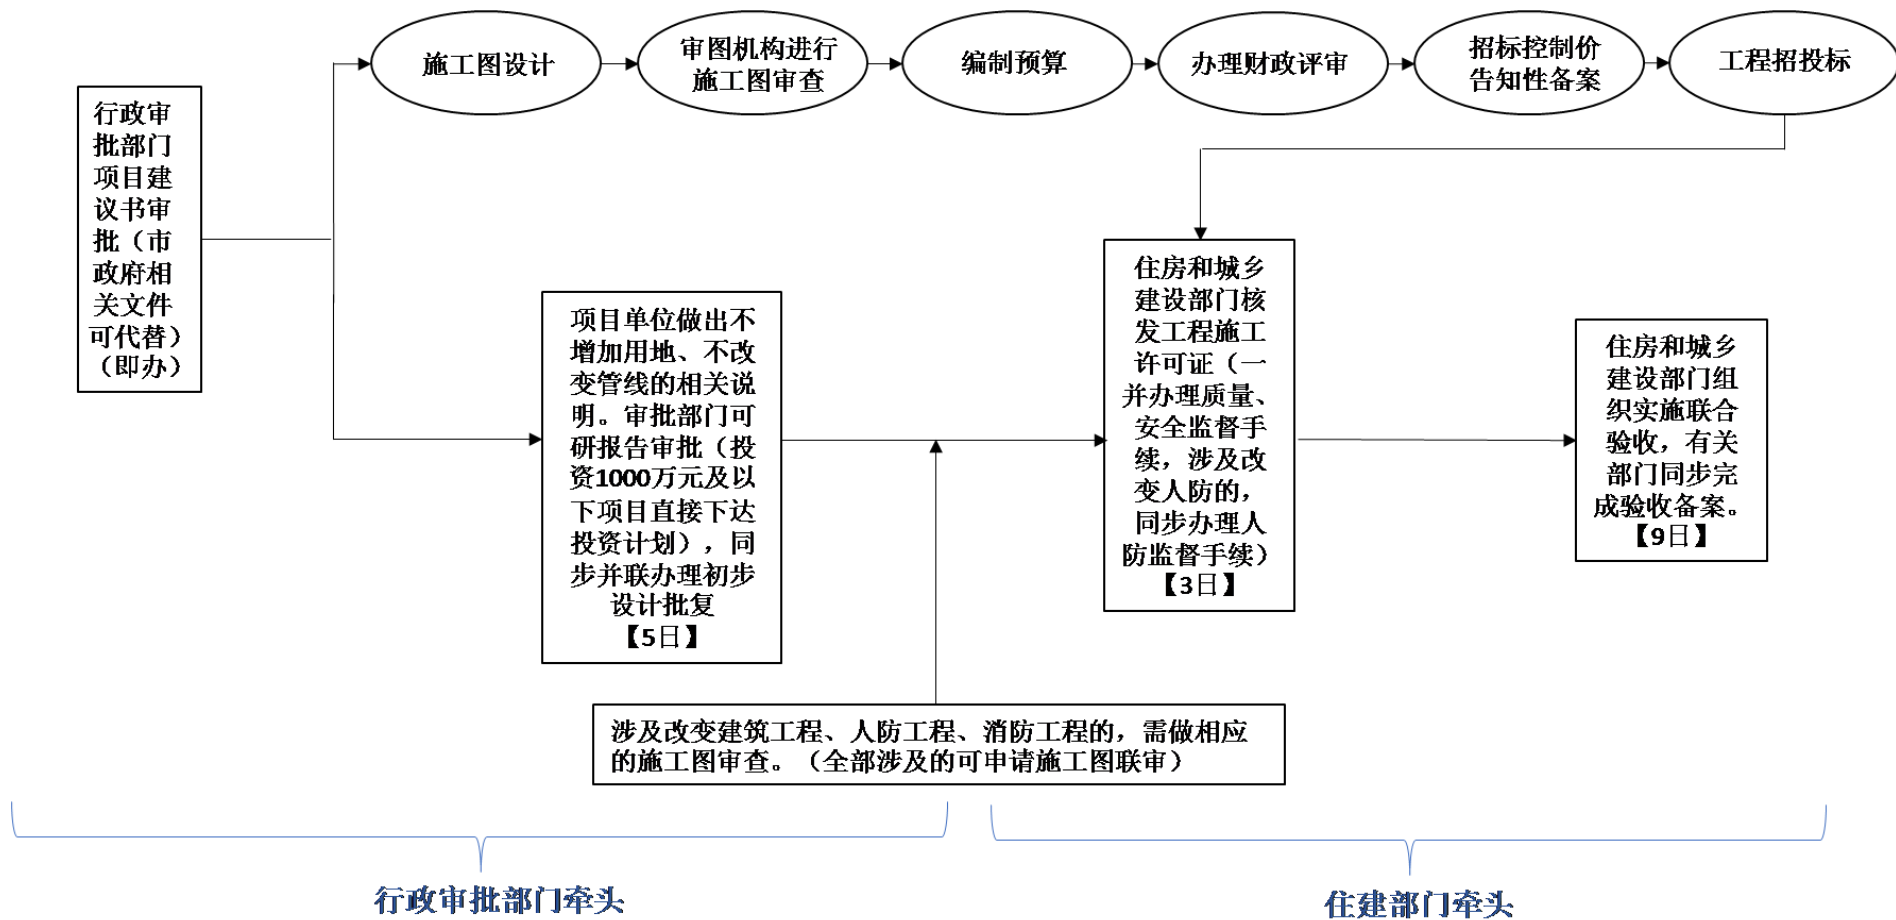 施工图设计
审图机构进行
施工图审查
编制预算
办理财政评审
招标控制价
告知性备案
工程招投标
行政审
批部门
项目建
议书审
批（市
政府相
关文件
可代替）
（即办）
项目单位做出不
增加用地、不改
变管线的相关说
明。审批部门可
研报告审批（投
资1000万元及以
下项目直接下达
投资计划），同
步并联办理初步
设计批复
【5日】
住房和城乡
建设部门核
发工程施工
许可证（一
并办理质量、
安全监督手
续，涉及改
变人防的，
同步办理人
防监督手续）
【3日】
住房和城乡
建设部门组
织实施联合
验收，有关
部门同步完
成验收备案。
【9日】
涉及改变建筑工程、人防工程、消防工程的，需做相应
的施工图审查。（全部涉及的可申请施工图联审）
行政审批部门牵头
住建部门牵头